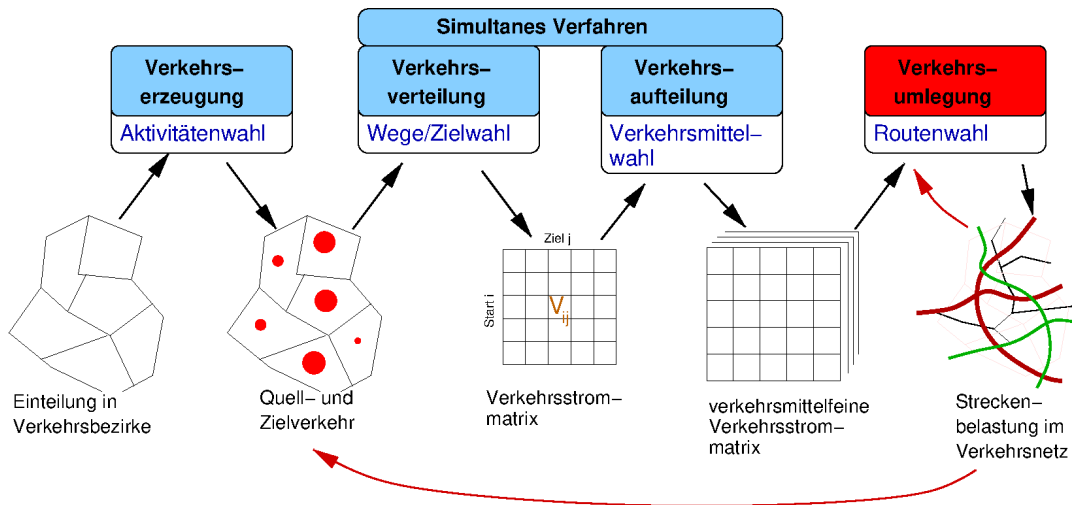 Simultanes Verfahren
Verkehrs–
erzeugung
Aktivitätenwahl
Verkehrs–
verteilung
Wege/Zielwahl
Verkehrs–
aufteilung
Verkehrsmittel–
wahl
Verkehrs–
umlegung
Routenwahl
Einteilung in
Verkehrsbezirke
Quell– und
Zielverkehr
Ziel j
Start i
V_ij
Verkehrsstrom–
matrix
verkehrsmittelfeine
Verkehrsstrom–
matrix
Strecken–
belastung im
Verkehrsnetz